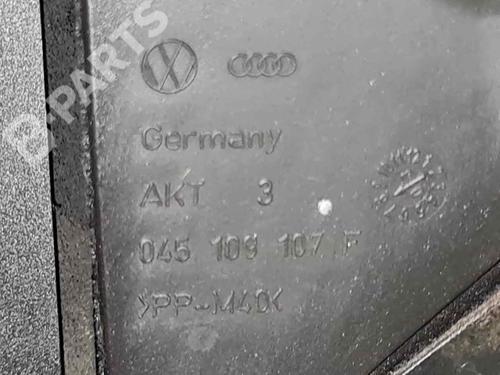 B-PARTS
Germany
AKT 3
045 109 107 F
>PP-M40<